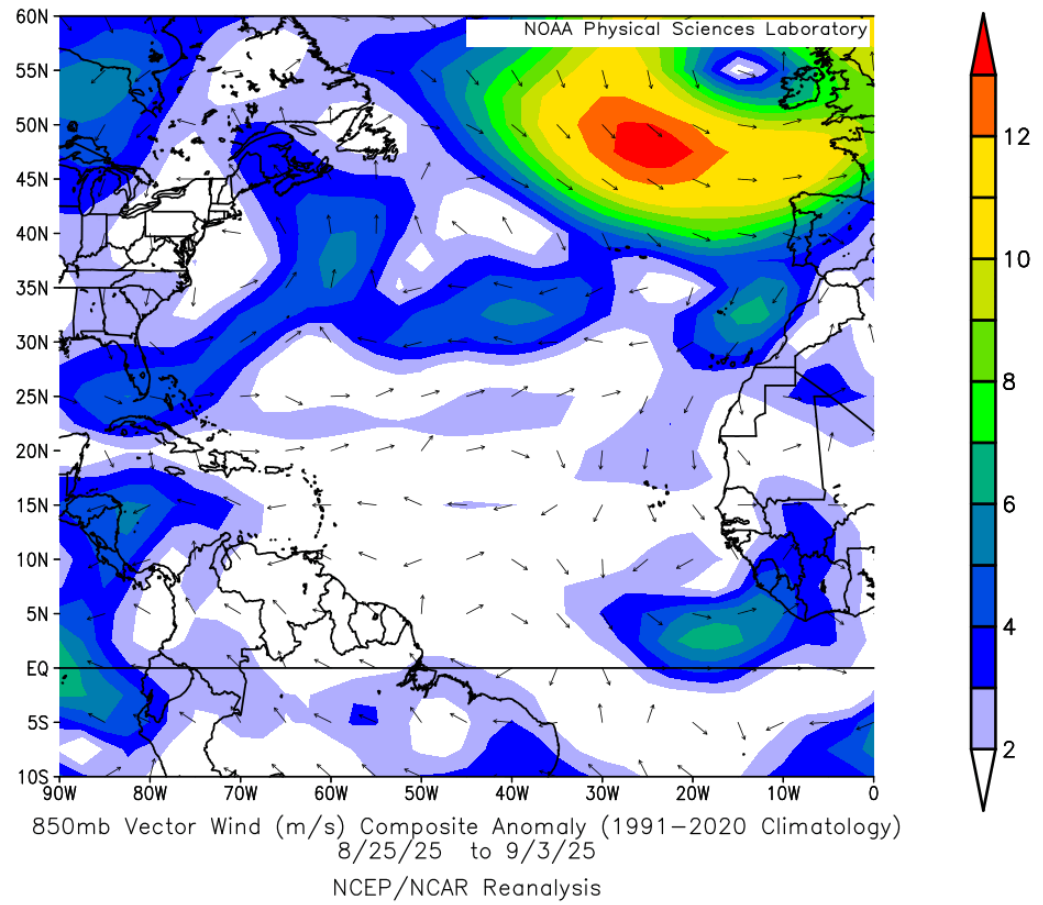 60N
NOAA Physical Sciences Laboratory
55N
50N
45N
40N
35N
30N
25N
20N
15N
10N
5N
EQ
5S
10S
90W 80W 70W 60W 50W 40W 30W 20W 10W 0
12
10
8
6
4
2
850mb Vector Wind (m/s) Composite Anomaly (1991-2020 Climatology)
8/25/25 to 9/3/25
NCEP/NCAR Reanalysis